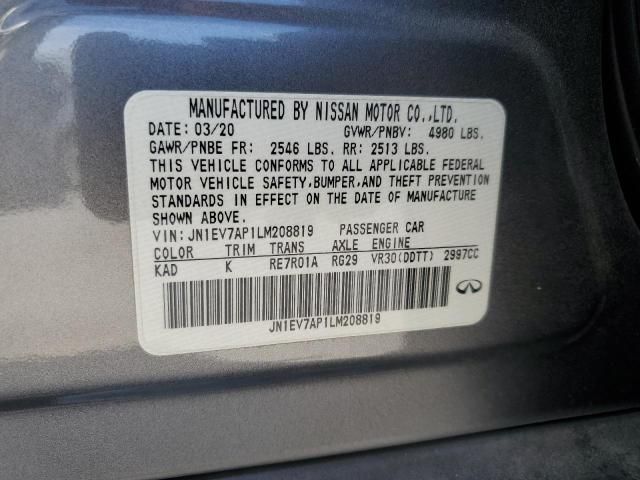 MANUFACTURED BY NISSAN MOTOR CO.,LTD.
DATE: 03/20 GVWR/PNBV: 4980 LBS.
GAWR/PNBE FR: 2546 LBS. RR: 2513 LBS.
THIS VEHICLE CONFORMS TO ALL APPLICABLE FEDERAL
MOTOR VEHICLE SAFETY,BUMPER,AND THEFT PREVENTION
STANDARDS IN EFFECT ON THE DATE OF MANUFACTURE
SHOWN ABOVE.
VIN: JN1EV7AP1LM208819 PASSENGER CAR
COLOR TRIM TRANS AXLE ENGINE
KAD K RE7R01A RG29 VR30(DDTT) 2997CC
JN1EV7AP1LM208819